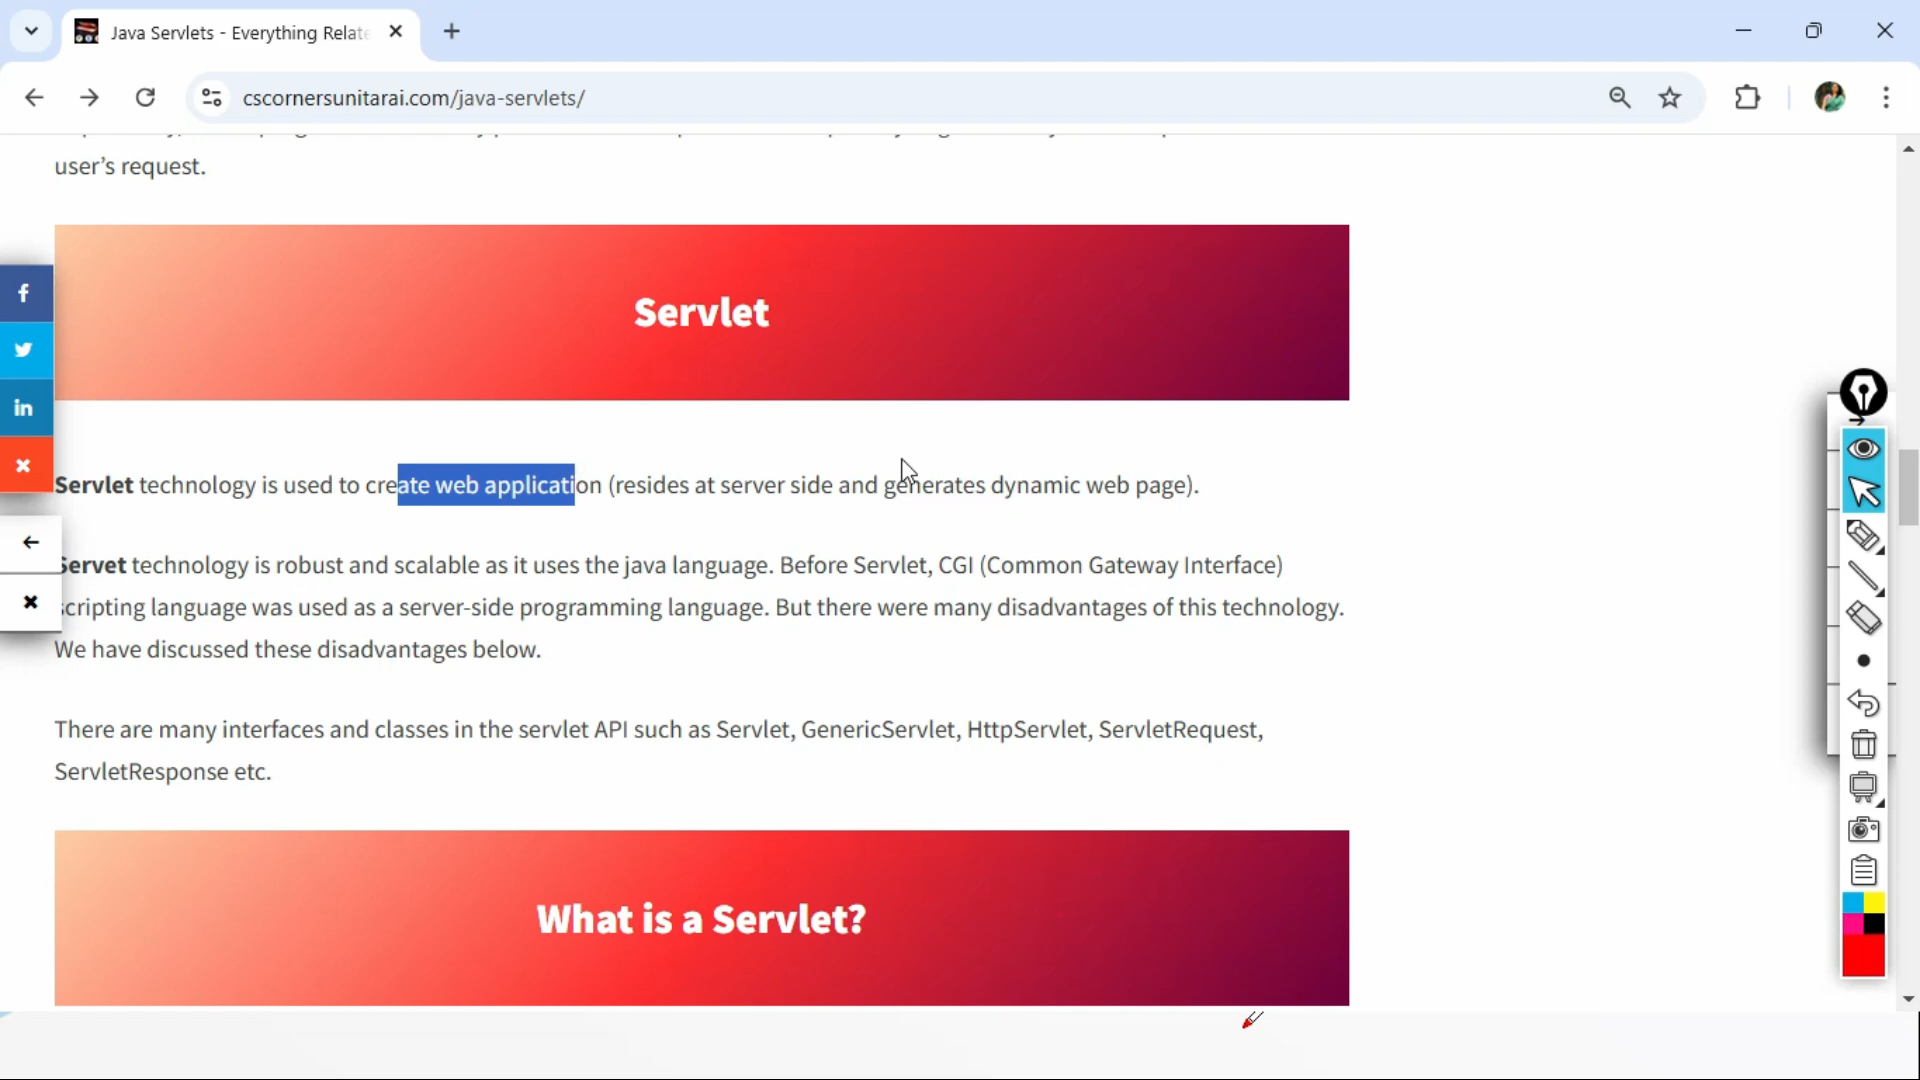 Java Servlets - Everything Relate
cscornersunitarai.com/java-servlets/
user’s request.
Servlet
Servlet technology is used to create web application (resides at server side and generates dynamic web page).
Servet technology is robust and scalable as it uses the java language. Before Servlet, CGI (Common Gateway Interface)
scripting language was used as a server-side programming language. But there were many disadvantages of this technology.
We have discussed these disadvantages below.
There are many interfaces and classes in the servlet API such as Servlet, GenericServlet, HttpServlet, ServletRequest,
ServletResponse etc.
What is a Servlet?